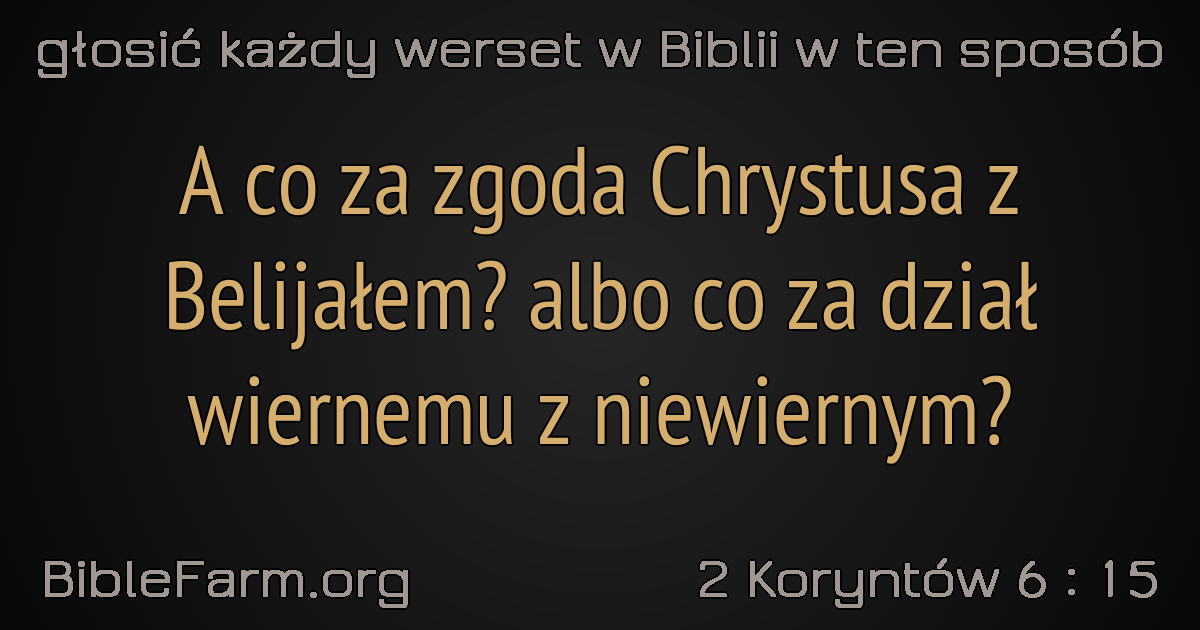 głosić każdy werset w Biblii w ten sposób
A co za zgoda Chrystusa z
Belijałem? albo co za dział
wiernemu z niewiernym?
BibleFarm.org
2 Koryntów 6 : 15